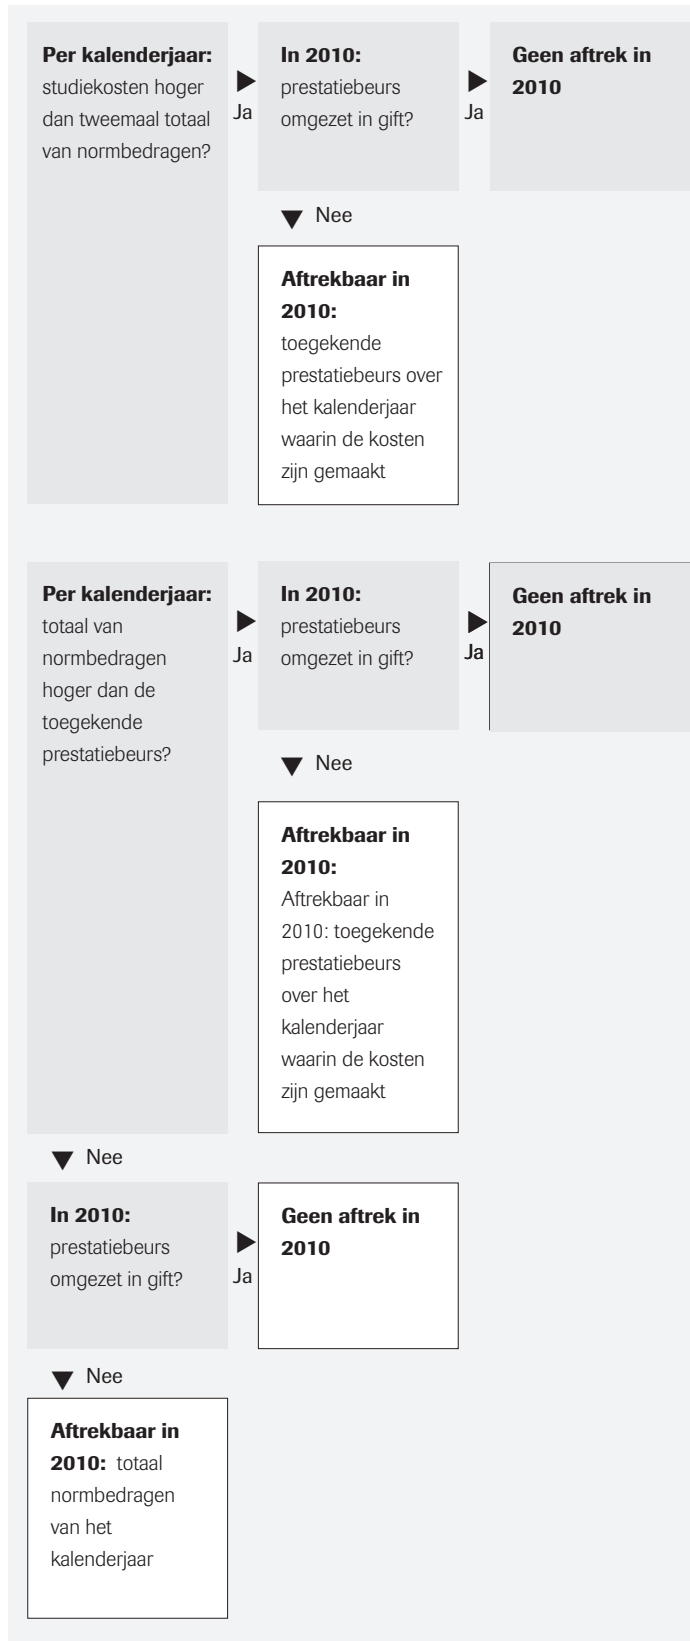 Per kalenderjaar:
studiekosten hoger
dan tweemaal totaal
van normbedragen?
Ja
In 2010:
prestatiebeurs
omgezet in gift?
Ja
Geen aftrek in
2010
Nee
Aftrekbaar in
2010:
toegekende
prestatiebeurs over
het kalenderjaar
waarin de kosten
zijn gemaakt
Per kalenderjaar:
totaal van
normbedragen
hoger dan de
toegekende
prestatiebeurs?
Ja
In 2010:
prestatiebeurs
omgezet in gift?
Ja
Geen aftrek in
2010
Nee
Aftrekbaar in
2010:
Aftrekbaar in
2010: toegekende
prestatiebeurs
over het
kalenderjaar
waarin de kosten
zijn gemaakt
Nee
In 2010:
prestatiebeurs
omgezet in gift?
Ja
Geen aftrek in
2010
Nee
Aftrekbaar in
2010: totaal
normbedragen
van het
kalenderjaar